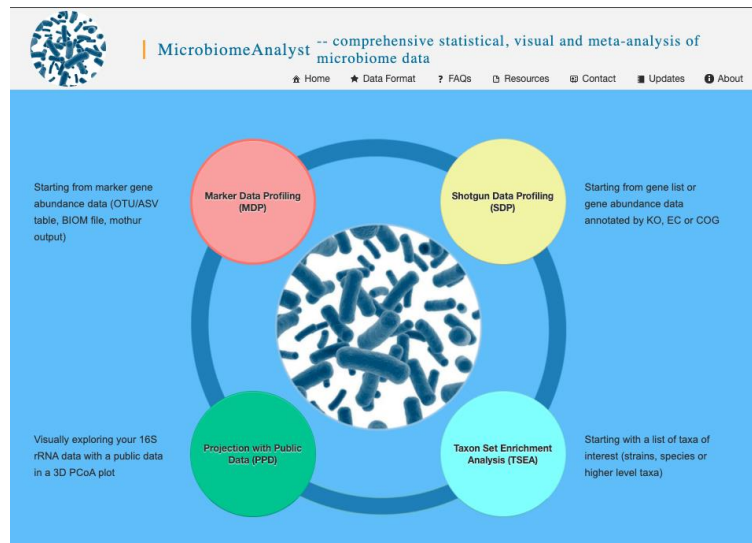 MicrobiomeAnalyst -- comprehensive statistical, visual and meta-analysis of
microbiome data
Home Data Format ? FAQs Resources Contact Updates About
Starting from marker gene
abundance data (OTU/ASV
table, BIOM file, mothur
output)
Marker Data Profiling
(MDP)
Shotgun Data Profiling
(SDP)
Starting from gene list or
gene abundance data
annotated by KO, EC or COG
Visually exploring your 16S
rRNA data with a public data
in a 3D PCoA plot
Projection with Public
Data (PPD)
Taxon Set Enrichment
Analysis (TSEA)
Starting with a list of taxa of
interest (strains, species or
higher level taxa)